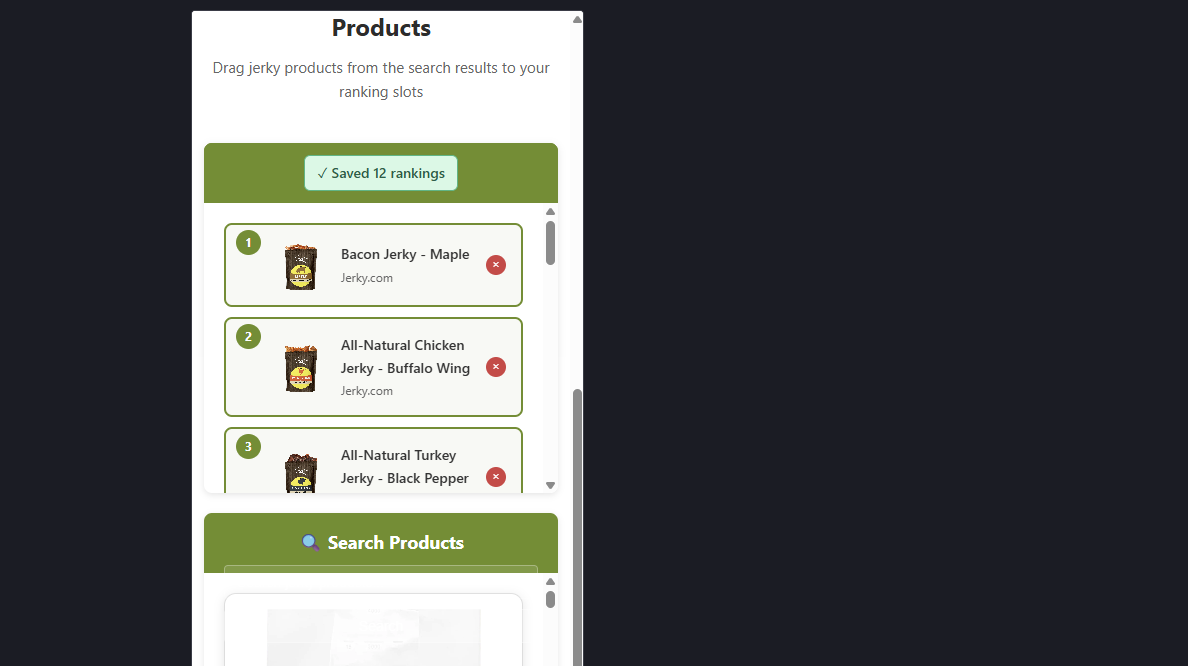 Products
Drag jerky products from the search results to your
ranking slots
✓ Saved 12 rankings
1
Bacon Jerky - Maple
Jerky.com
×
2
All-Natural Chicken
Jerky - Buffalo Wing
Jerky.com
×
3
All-Natural Turkey
Jerky - Black Pepper
×
🔍 Search Products